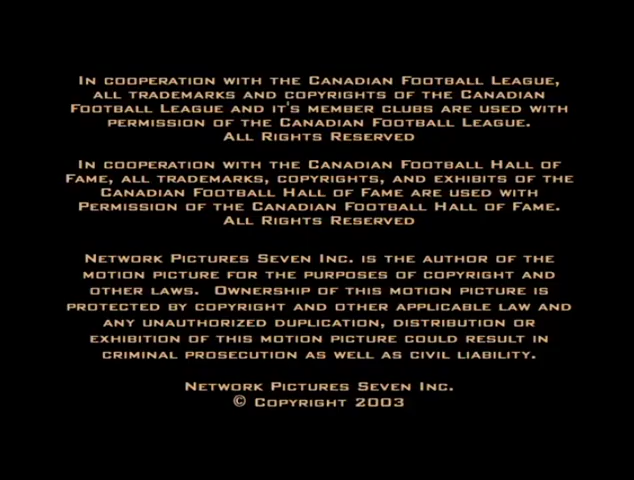 In cooperation with the Canadian Football League,
all trademarks and copyrights of the Canadian
Football League and it's member clubs are used with
permission of the Canadian Football League.
All Rights Reserved
In cooperation with the Canadian Football Hall of
Fame, all trademarks, copyrights, and exhibits of the
Canadian Football Hall of Fame are used with
Permission of the Canadian Football Hall of Fame.
All Rights Reserved
Network Pictures Seven Inc. is the author of the
motion picture for the purposes of copyright and
other laws. Ownership of this motion picture is
protected by copyright and other applicable law and
any unauthorized duplication, distribution or
exhibition of this motion picture could result in
criminal prosecution as well as civil liability.
Network Pictures Seven Inc.
© Copyright 2003